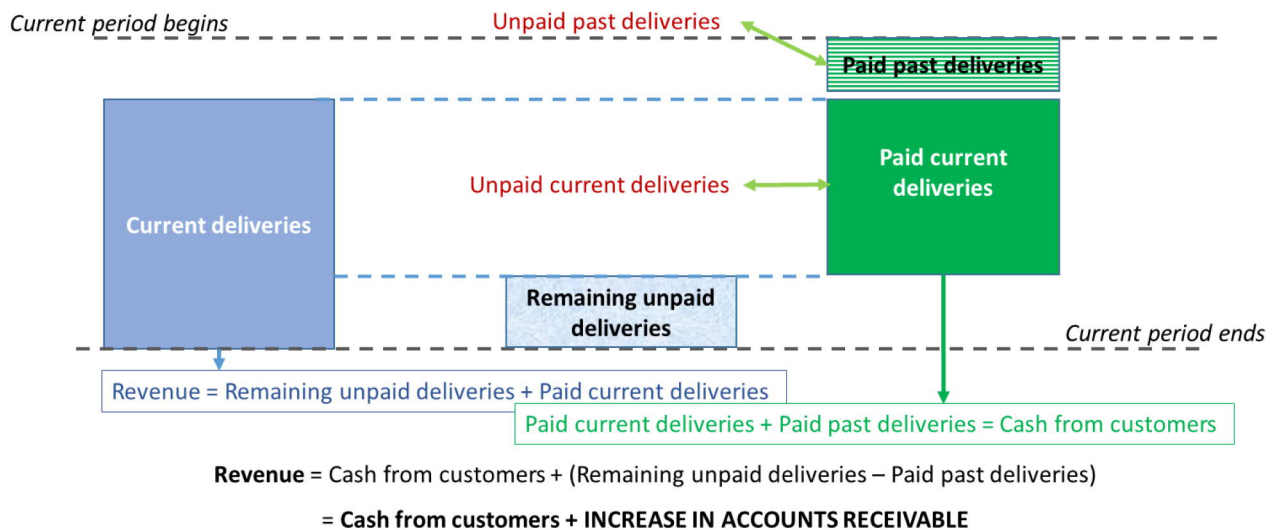 Current period begins
Unpaid past deliveries
Paid past deliveries
Paid current
deliveries
Unpaid current deliveries
Current deliveries
Remaining unpaid
deliveries
Current period ends
Revenue = Remaining unpaid deliveries + Paid current deliveries
Paid current deliveries + Paid past deliveries = Cash from customers
Revenue = Cash from customers + (Remaining unpaid deliveries – Paid past deliveries)
= Cash from customers + INCREASE IN ACCOUNTS RECEIVABLE